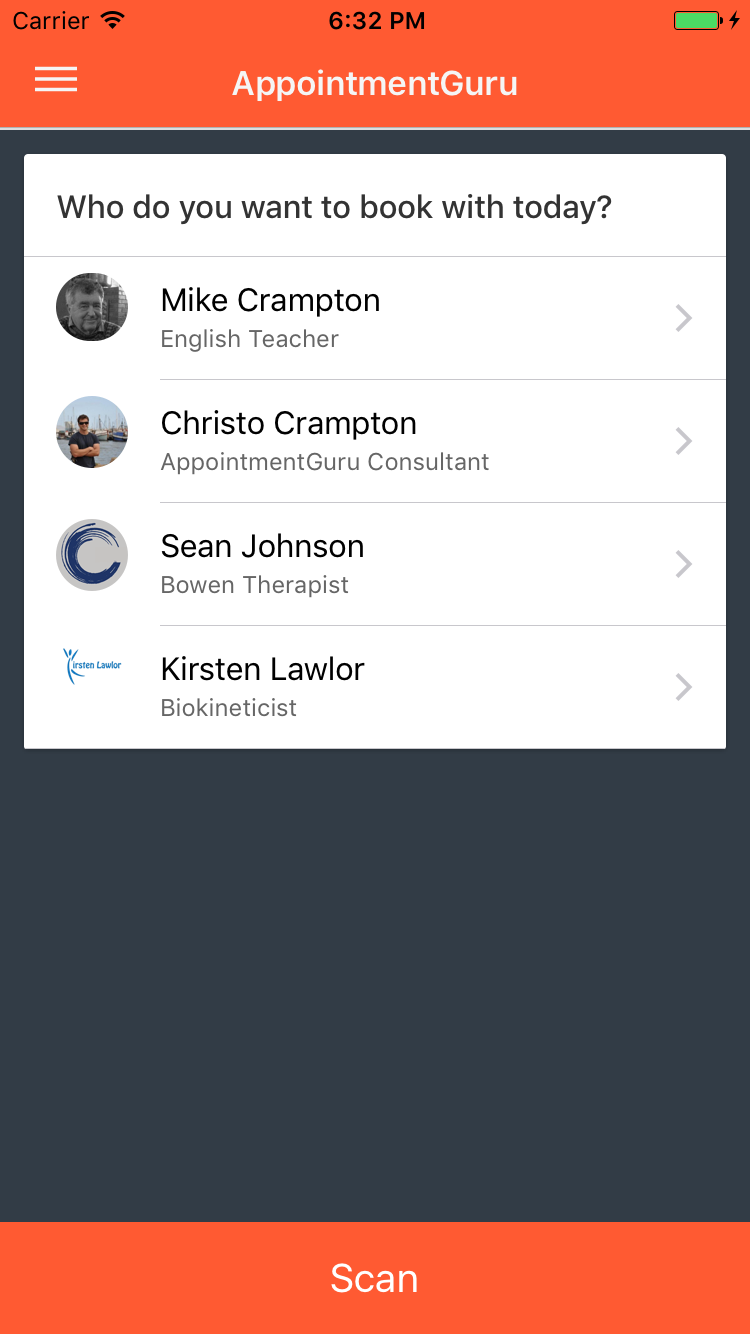 Carrier 6:32 PM
AppointmentGuru
Who do you want to book with today?
Mike Crampton
English Teacher
Christo Crampton
AppointmentGuru Consultant
Sean Johnson
Bowen Therapist
Kirsten Lawlor
Kirsten Lawlor
Biokineticist
Scan